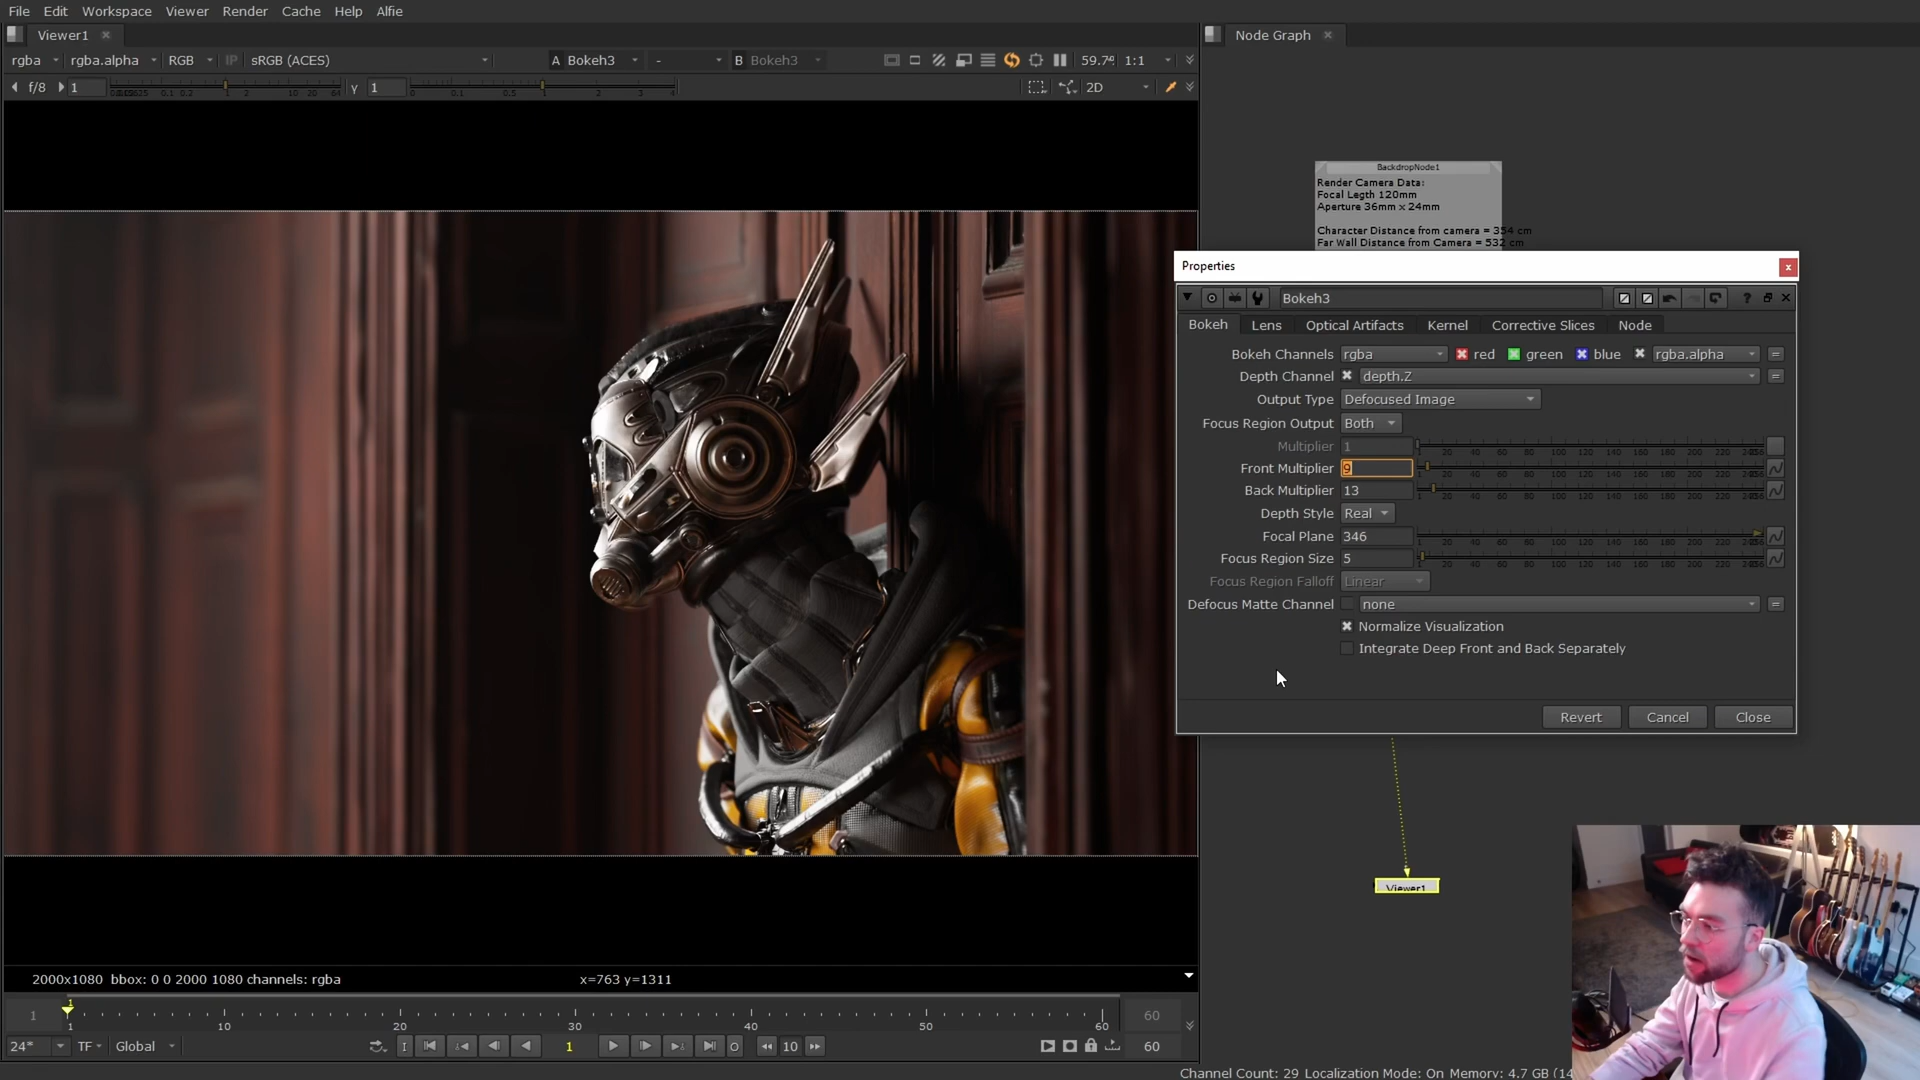 File Edit Workspace Viewer Render Cache Help Alfie
Viewer1
Node Graph
rgba rgba.alpha RGB IP sRGB (ACES) A Bokeh3 - B Bokeh3 59.7 1:1
f/8 1 γ 1 2D
BackdropNode1
Render Camera Data:
Focal Legth 120mm
Aperture 36mm x 24mm
Character Distance from camera = 354 cm
Far Wall Distance from Camera = 532 cm
Properties
Bokeh3
Bokeh Lens Optical Artifacts Kernel Corrective Slices Node
Bokeh Channels rgba red green blue rgba.alpha =
Depth Channel depth.Z =
Output Type Defocused Image
Focus Region Output Both
Multiplier 1
Front Multiplier 9
Back Multiplier 13
Depth Style Real
Focal Plane 346
Focus Region Size 5
Focus Region Falloff Linear
Defocus Matte Channel none =
Normalize Visualization
Integrate Deep Front and Back Separately
Revert Cancel Close
Viewer1
2000x1080 bbox: 0 0 2000 1080 channels: rgba x=763 y=1311
1 1 1 10 20 30 40 50 60 60
24* TF Global I 1 O 10 60
Channel Count: 29 Localization Mode: On Memory: 4.7 GB (14